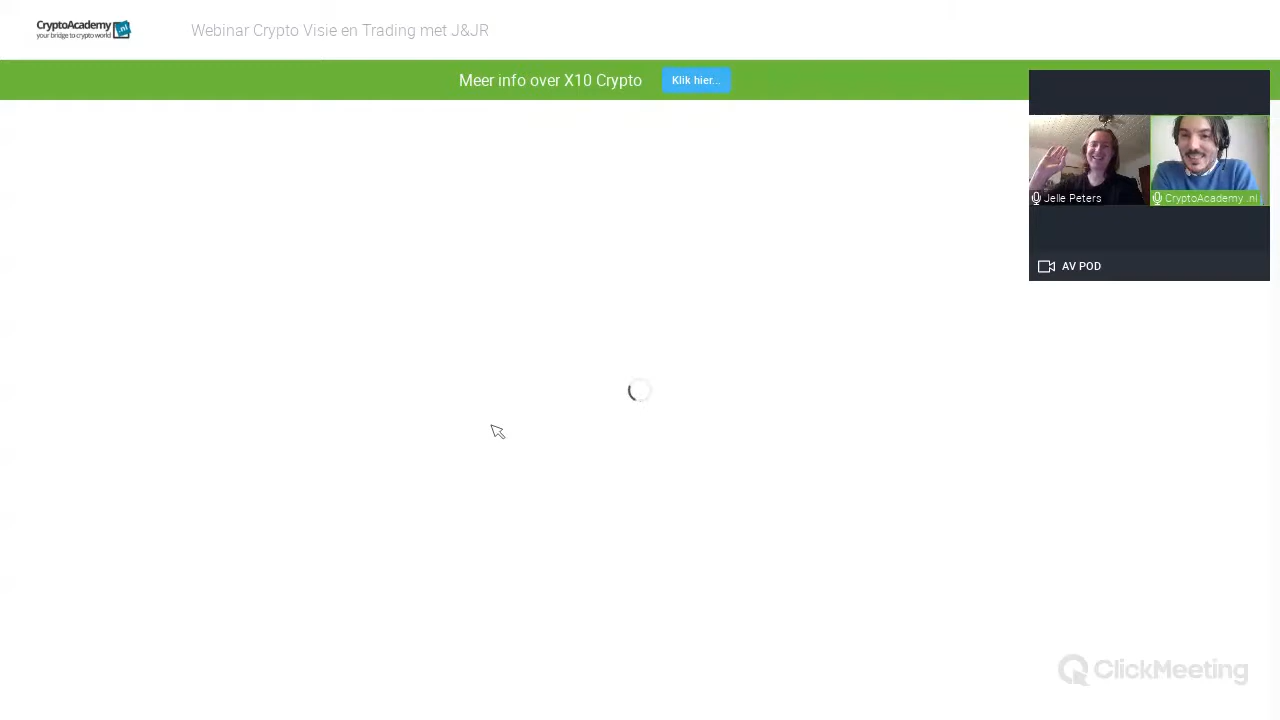 CryptoAcademy .nl
your bridge to crypto world
Webinar Crypto Visie en Trading met J&JR
Meer info over X10 Crypto
Klik hier...
Jelle Peters
CryptoAcademy .nl
AV POD
ClickMeeting